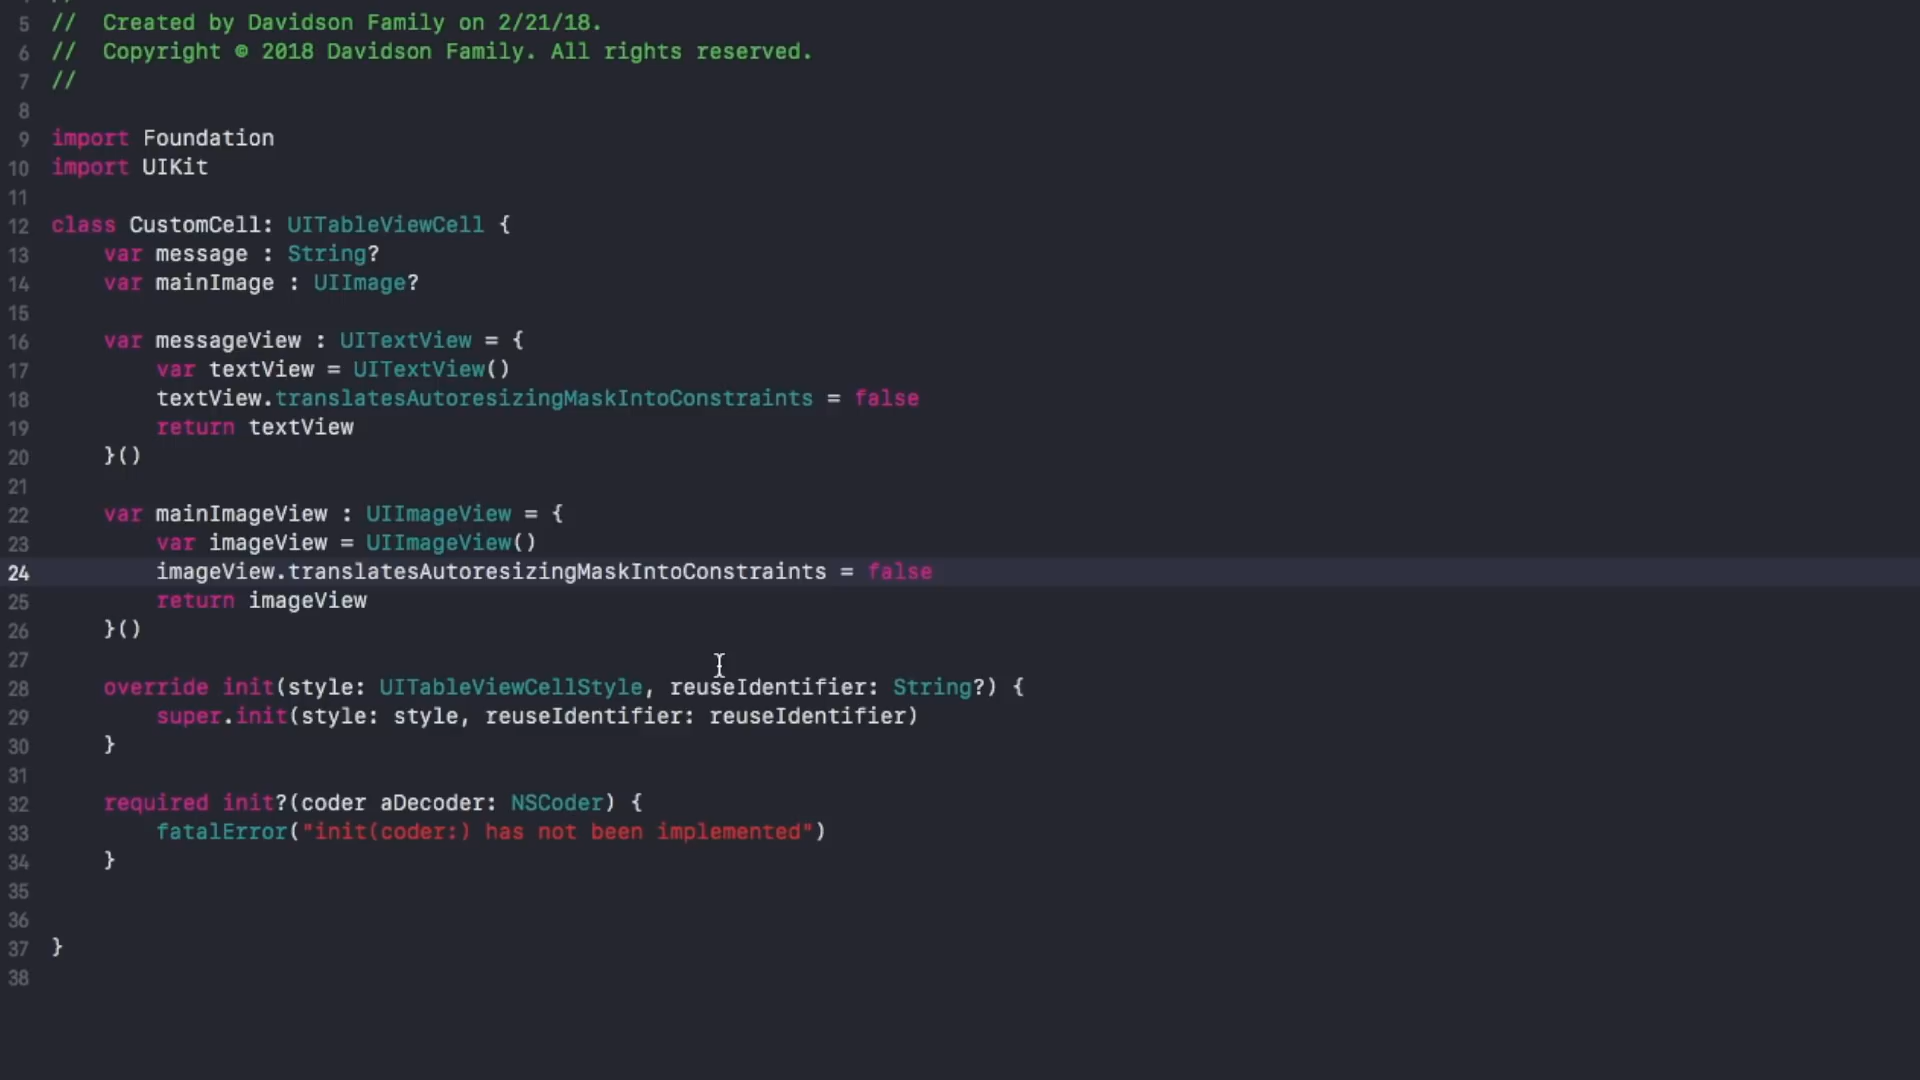 5 //  Created by Davidson Family on 2/21/18.
6 //  Copyright © 2018 Davidson Family. All rights reserved.
7 //
8
9 import Foundation
10 import UIKit
11
12 class CustomCell: UITableViewCell {
13     var message : String?
14     var mainImage : UIImage?
15
16     var messageView : UITextView = {
17         var textView = UITextView()
18         textView.translatesAutoresizingMaskIntoConstraints = false
19         return textView
20     }()
21
22     var mainImageView : UIImageView = {
23         var imageView = UIImageView()
24         imageView.translatesAutoresizingMaskIntoConstraints = false
25         return imageView
26     }()
27
28     override init(style: UITableViewCellStyle, reuseIdentifier: String?) {
29         super.init(style: style, reuseIdentifier: reuseIdentifier)
30     }
31
32     required init?(coder aDecoder: NSCoder) {
33         fatalError("init(coder:) has not been implemented")
34     }
35
36
37 }
38